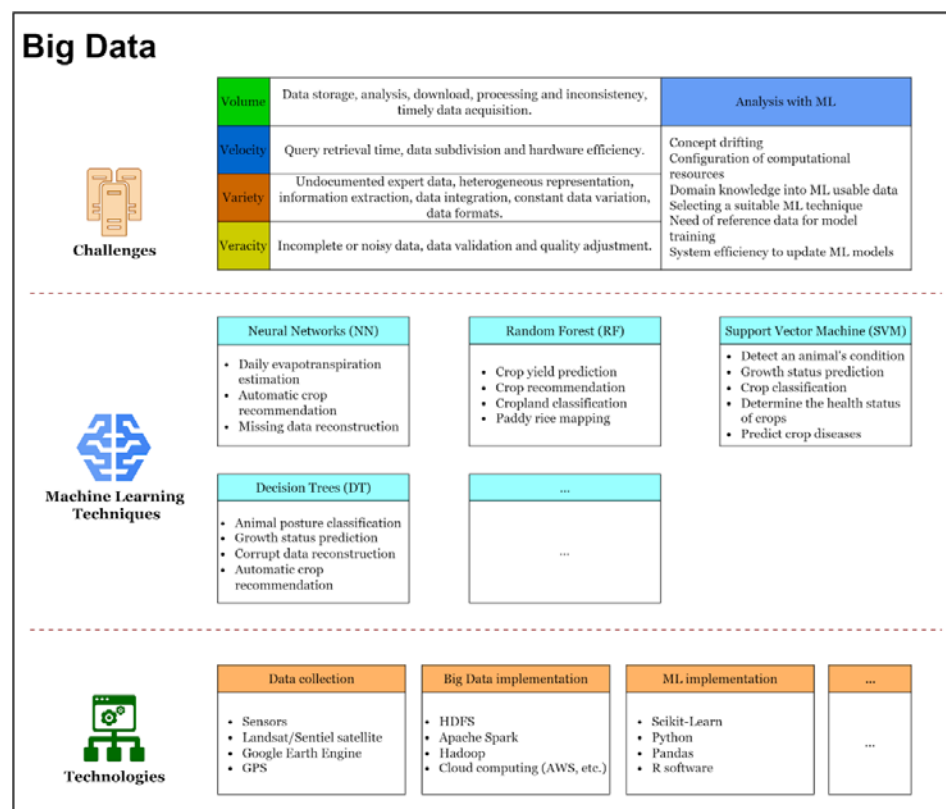 Big Data
Challenges
Volume
Data storage, analysis, download, processing and inconsistency,
timely data acquisition.
Velocity
Query retrieval time, data subdivision and hardware efficiency.
Variety
Undocumented expert data, heterogeneous representation,
information extraction, data integration, constant data variation,
data formats.
Veracity
Incomplete or noisy data, data validation and quality adjustment.
Analysis with ML
Concept drifting
Configuration of computational
resources
Domain knowledge into ML usable data
Selecting a suitable ML technique
Need of reference data for model
training
System efficiency to update ML models
Machine Learning
Techniques
Neural Networks (NN)
• Daily evapotranspiration
estimation
• Automatic crop
recommendation
• Missing data reconstruction
Random Forest (RF)
• Crop yield prediction
• Crop recommendation
• Cropland classification
• Paddy rice mapping
Support Vector Machine (SVM)
• Detect an animal's condition
• Growth status prediction
• Crop classification
• Determine the health status
of crops
• Predict crop diseases
Decision Trees (DT)
• Animal posture classification
• Growth status prediction
• Corrupt data reconstruction
• Automatic crop
recommendation
...
...
Technologies
Data collection
• Sensors
• Landsat/Sentiel satellite
• Google Earth Engine
• GPS
Big Data implementation
• HDFS
• Apache Spark
• Hadoop
• Cloud computing (AWS, etc.)
ML implementation
• Scikit-Learn
• Python
• Pandas
• R software
...
...